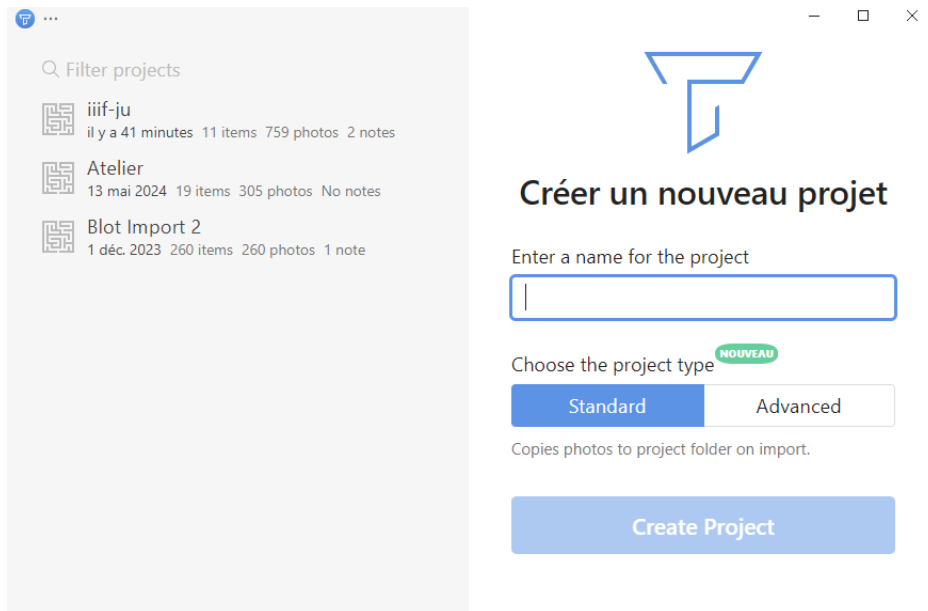 ...
Filter projects
iiif-ju
il y a 41 minutes 11 items 759 photos 2 notes
Atelier
13 mai 2024 19 items 305 photos No notes
Blot Import 2
1 déc. 2023 260 items 260 photos 1 note
Créer un nouveau projet
Enter a name for the project
Choose the project type NOUVEAU
Standard Advanced
Copies photos to project folder on import.
Create Project